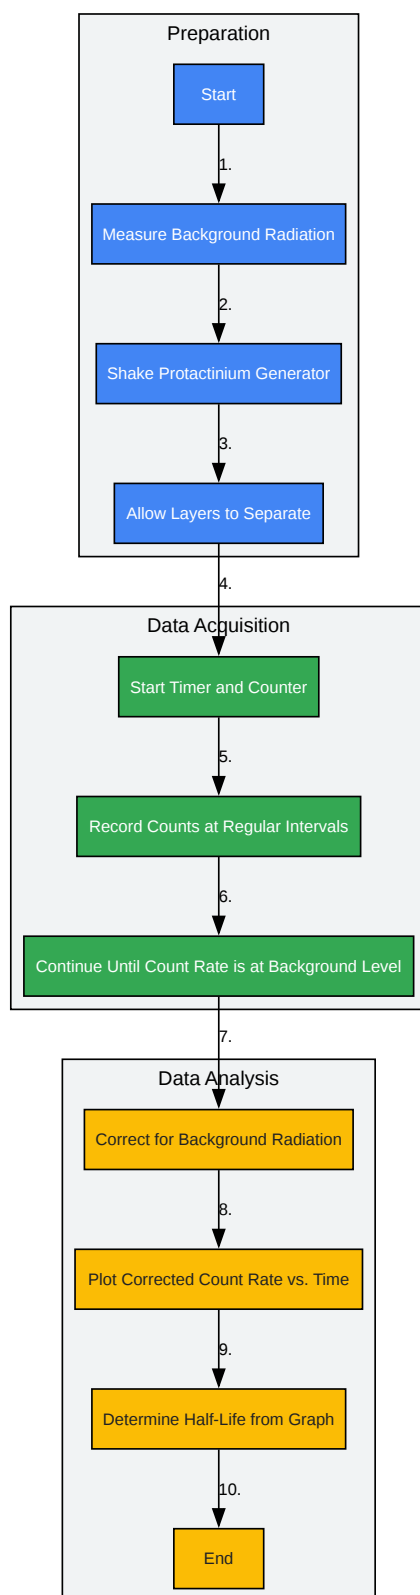 Preparation
Start
1.
Measure Background Radiation
2.
Shake Protactinium Generator
3.
Allow Layers to Separate
4.
Data Acquisition
Start Timer and Counter
5.
Record Counts at Regular Intervals
6.
Continue Until Count Rate is at Background Level
7.
Data Analysis
Correct for Background Radiation
8.
Plot Corrected Count Rate vs. Time
9.
Determine Half-Life from Graph
10.
End